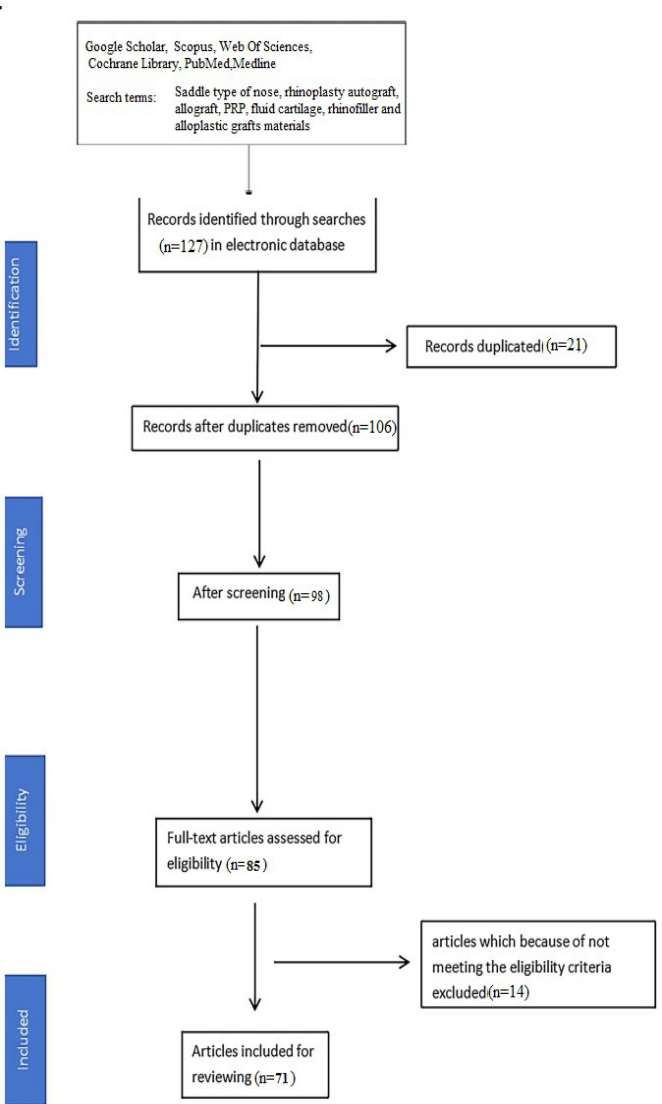 Google Scholar, Scopus, Web Of Sciences,
Cochrane Library, PubMed,Medline
Search terms: Saddle type of nose, rhinoplasty autograft,
allograft, PRP, fluid cartilage, rhinofiller and
alloplastic grafts materials
Identification
Records identified through searches
(n=127) in electronic database
Records duplicated (n=21)
Records after duplicates removed(n=106)
Screening
After screening (n=98)
Eligibility
Full-text articles assessed for
eligibility (n=85)
articles which because of not
meeting the eligibility criteria
excluded (n=14)
Included
Articles included for
reviewing (n=71)